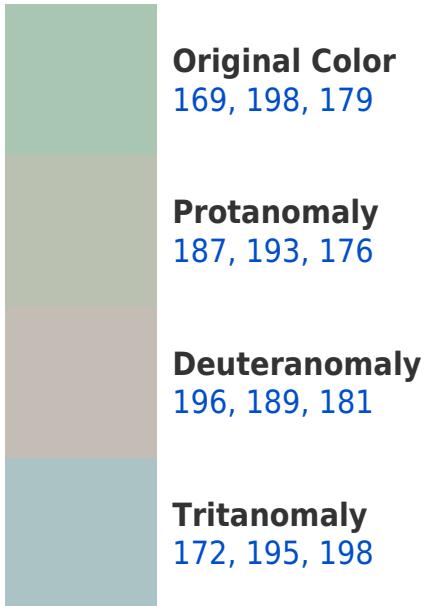 Original Color
169, 198, 179
Protanomaly
187, 193, 176
Deuteranomaly
196, 189, 181
Tritanomaly
172, 195, 198